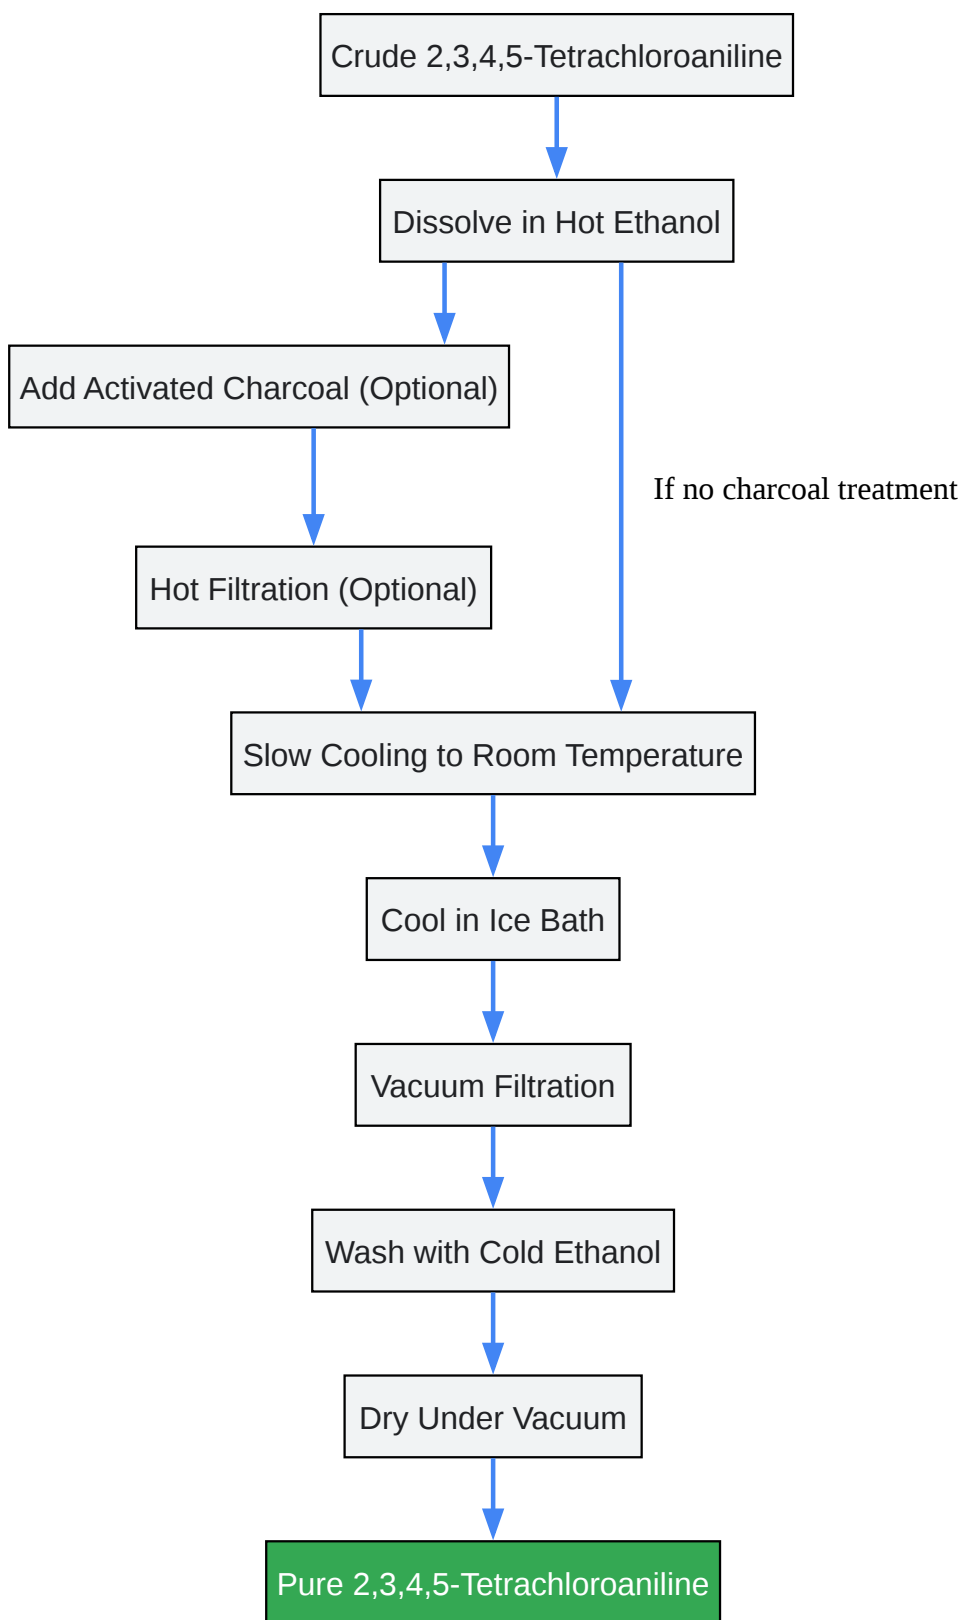 Crude 2,3,4,5-Tetrachloroaniline
Dissolve in Hot Ethanol
Add Activated Charcoal (Optional)
If no charcoal treatment
Hot Filtration (Optional)
Slow Cooling to Room Temperature
Cool in Ice Bath
Vacuum Filtration
Wash with Cold Ethanol
Dry Under Vacuum
Pure 2,3,4,5-Tetrachloroaniline